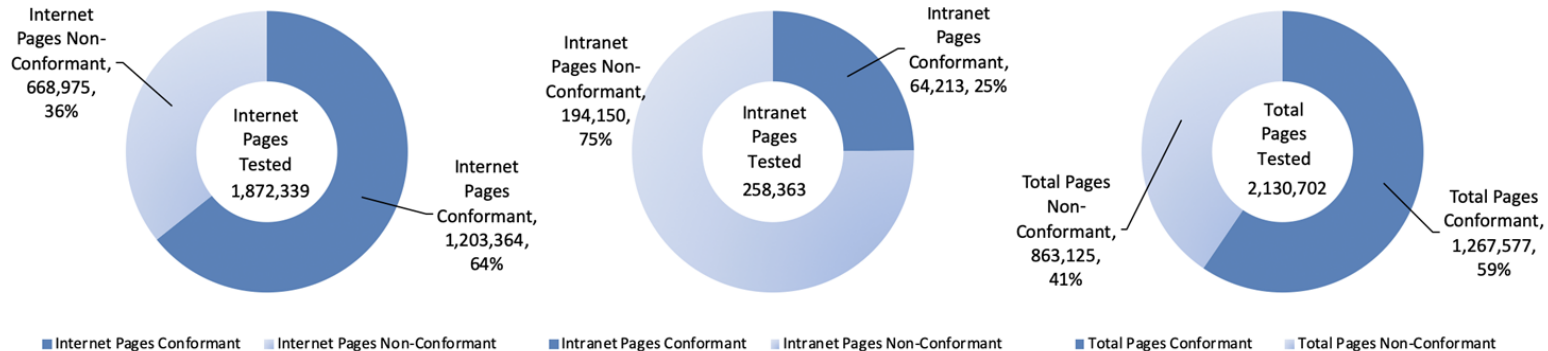 Internet
Pages Non-
Conformant,
668,975,
36%
Internet
Pages
Tested
1,872,339
Internet
Pages
Conformant,
1,203,364,
64%
Internet Pages Conformant
Internet Pages Non-Conformant
Intranet
Pages Non-
Conformant,
194,150,
75%
Intranet
Pages
Tested
258,363
Intranet
Pages
Conformant,
64,213, 25%
Intranet Pages Conformant
Intranet Pages Non-Conformant
Total Pages
Non-
Conformant,
863,125,
41%
Total
Pages
Tested
2,130,702
Total Pages
Conformant,
1,267,577,
59%
Total Pages Conformant
Total Pages Non-Conformant